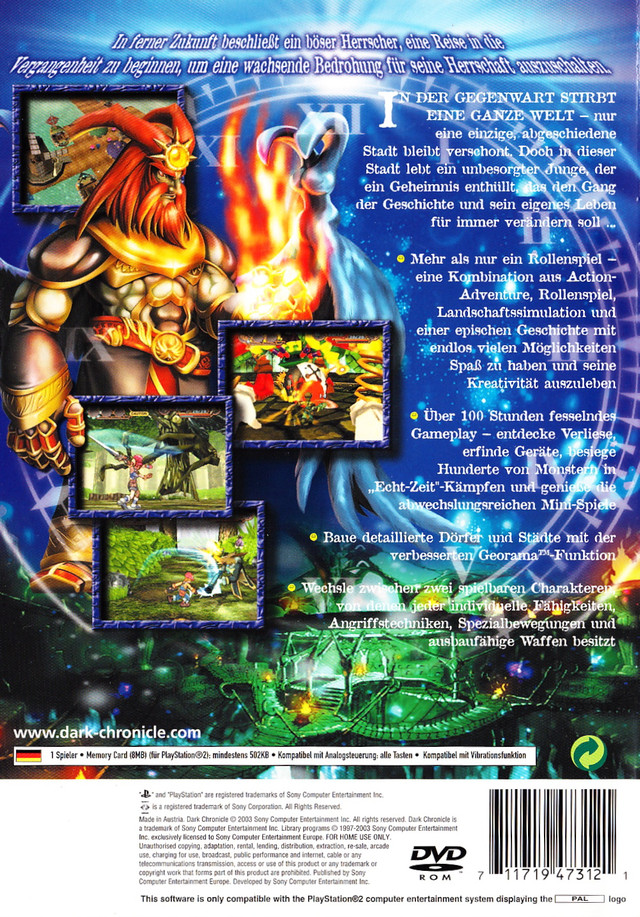 In ferner Zukunft beschließt ein böser Herrscher, eine Reise in die
Vergangenheit zu beginnen, um eine wachsende Bedrohung für seine Herrschaft auszuschalten...
IN DER GEGENWART STIRBT
EINE GANZE WELT – nur
eine einzige, abgeschiedene
Stadt bleibt verschont. Doch in dieser
Stadt lebt ein unbesorgter Junge, der
ein Geheimnis enthüllt, das den Gang
der Geschichte und sein eigenes Leben
für immer verändern soll ...
Mehr als nur ein Rollenspiel –
eine Kombination aus Action-
Adventure, Rollenspiel,
Landschaftssimulation und
einer epischen Geschichte mit
endlos vielen Möglichkeiten
Spaß zu haben und seine
Kreativität auszuleben
Über 100 Stunden fesselndes
Gameplay – entdecke Verliese,
erfinde Geräte, besiege
Hunderte von Monstern in
„Echt-Zeit"-Kämpfen und genieße die
abwechslungsreichen Mini-Spiele
Baue detaillierte Dörfer und Städte mit der
verbesserten Georama™-Funktion
Wechsle zwischen zwei spielbaren Charakteren,
von denen jeder individuelle Fähigkeiten,
Angriffstechniken, Spezialbewegungen und
ausbaufähige Waffen besitzt
XII
XI
I
II
IX
www.dark-chronicle.com
1 Spieler • Memory Card (8MB) (für PlayStation®2): mindestens 502KB • Kompatibel mit Analogsteuerung: alle Tasten • Kompatibel mit Vibrationsfunktion
" and "PlayStation" are registered trademarks of Sony Computer Entertainment Inc.
is a registered trademark of Sony Corporation. All Rights Reserved.
Made in Austria. Dark Chronicle © 2003 Sony Computer Entertainment Inc. All rights reserved. Dark Chronicle is
a trademark of Sony Computer Entertainment Inc. Library programs © 1997-2003 Sony Computer Entertainment
Inc. exclusively licensed to Sony Computer Entertainment Europe. FOR HOME USE ONLY.
Unauthorised copying, adaptation, rental, lending, distribution, extraction, re-sale, arcade
use, charging for use, broadcast, public performance and internet, cable or any
telecommunications transmission, access or use of this product or any trademark or
copyright work that forms part of this product are prohibited. Published by Sony
Computer Entertainment Europe. Developed by Sony Computer Entertainment Inc.
DVD
ROM
7 11719 47312 1
This software is only compatible with the PlayStation®2 computer entertainment system displaying the PAL logo